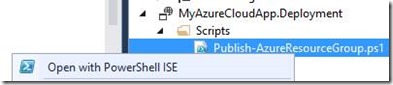 MyAzureCloudApp.Deployment
Scripts
Publish-AzureResourceGroup.ps1
Open with PowerShell ISE